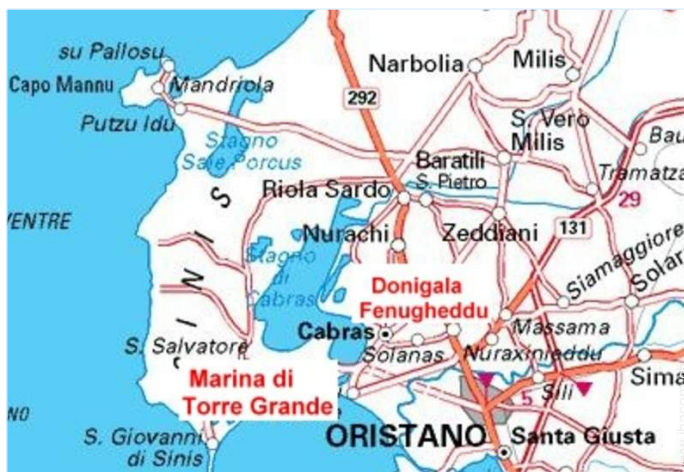 su Pallosu
Capo Mannu
Mandriola
Putzu Idu
Stagno
Sale Porcus
292
Narbolia
Milis
S. Vero
Milis
Bau
Tramatza
29
Baratili
S. Pietro
Riola Sardo
VENTRE
SINIS
Nurachi
Zeddiani
131
Siamaggiore
Solar
Stagno
di
Cabras
Donigala
Fenugheddu
Cabras
Massama
S. Salvatore
Solanas
Nuraxinieddu
Sima
Marina di
Torre Grande
5
Sili
NO
S. Giovanni
di Sinis
ORISTANO
Santa Giusta